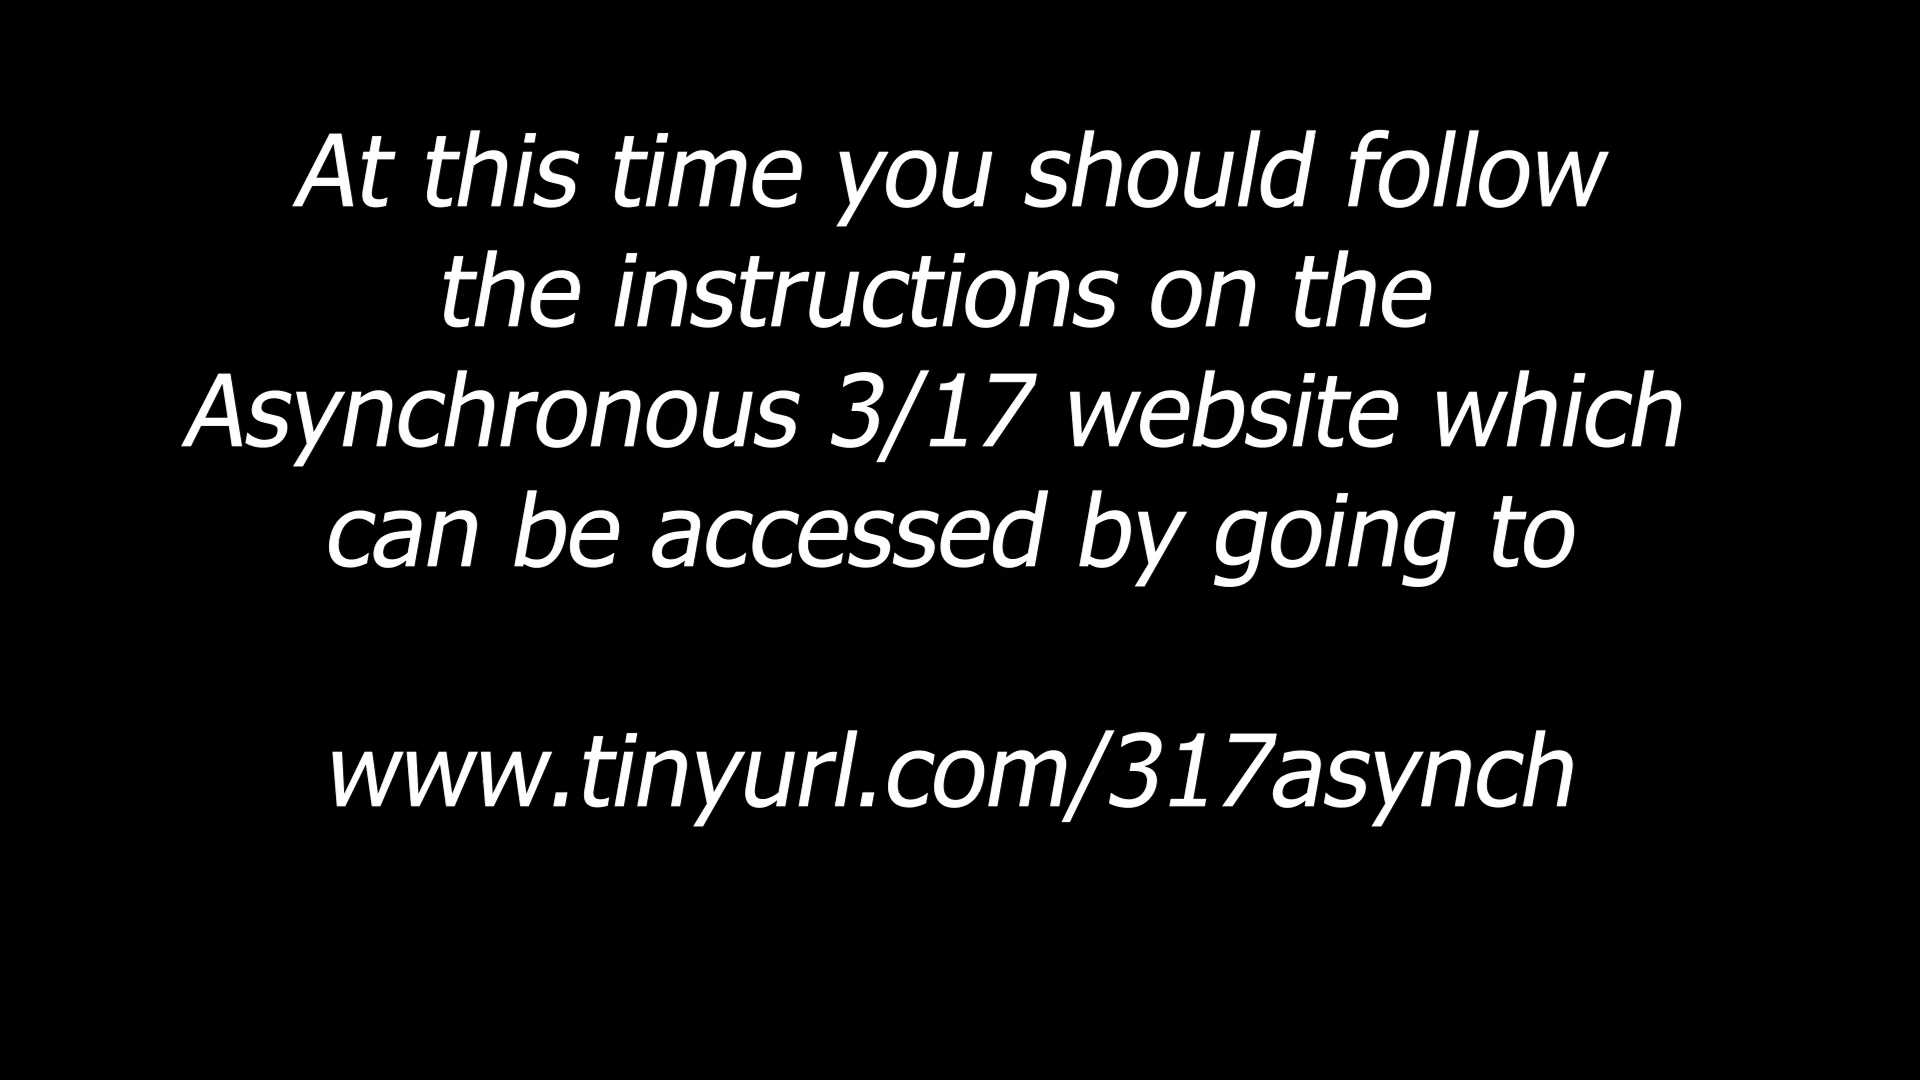 At this time you should follow
the instructions on the
Asynchronous 3/17 website which
can be accessed by going to
www.tinyurl.com/317asynch